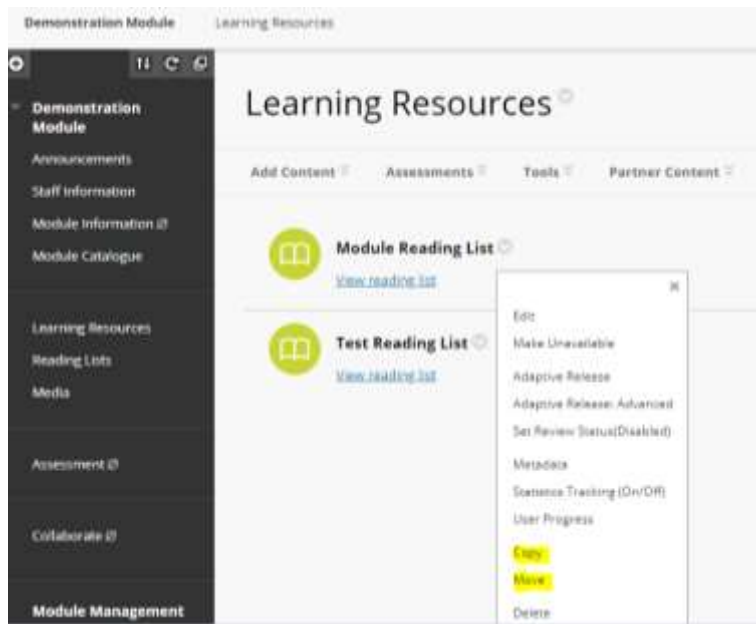 Demonstration Module Learning Resources
Demonstration Module
Announcements
Staff Information
Module Information
Module Catalogue
Learning Resources
Reading Lists
Media
Assessment
Collaborate
Module Management
Learning Resources
Add Content Assessments Tools Partner Content
Module Reading List
View reading list
Test Reading List
View reading list
Edit
Make Unavailable
Adaptive Release
Adaptive Release: Advanced
Set Review Status(Disabled)
Metadata
Statistics Tracking (On/Off)
User Progress
Copy
Move
Delete